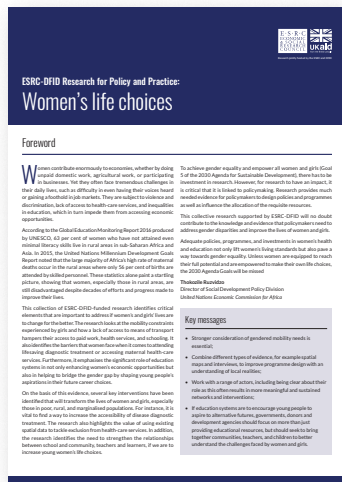 E S R C
ECONOMIC
& SOCIAL
RESEARCH
COUNCIL
UKaid
ESRC-DFID Research for Policy and Practice:
Women's life choices
Foreword
Women contribute enormously to economies, whether by doing
unpaid domestic work, agricultural work, or participating
in businesses. Yet they often face tremendous challenges in
their daily lives, such as difficulty in even having their voices heard
or gaining a foothold in job markets. They are subject to violence and
discrimination, lack of access to health-care services, and inequalities
in education, which in turn impede them from accessing economic
opportunities.
According to the Global Education Monitoring Report 2016 produced
by UNESCO, 63 per cent of women who have not attained even
minimal literacy skills live in rural areas in sub-Saharan Africa and
Asia. In 2015, the United Nations Millennium Development Goals
Report noted that the large majority of Africa's high rate of maternal
deaths occur in the rural areas where only 56 per cent of births are
attended by skilled personnel. These statistics alone paint a startling
picture, showing that women, especially those in rural areas, are
still disadvantaged despite decades of efforts and progress made to
improve their lives.
This collection of ESRC-DFID-funded research identifies critical
elements that are important to address if women's and girls' lives are
to change for the better. The research looks at the mobility constraints
experienced by girls and how a lack of access to means of transport
hampers their access to paid work, health services, and schooling. It
also identifies the barriers that women face when it comes to attending
lifesaving diagnostic treatment or accessing maternal health-care
services. Furthermore, it emphasises the significant role of education
systems in not only enhancing women's economic opportunities but
also in helping to bridge the gender gap by shaping young people's
aspirations in their future career choices.
On the basis of this evidence, several key interventions have been
identified that will transform the lives of women and girls, especially
those in poor, rural, and marginalised populations. For instance, it is
vital to find a way to increase the accessibility of disease diagnostic
treatment. The research also highlights the value of using existing
spatial data to tackle exclusion from health-care services. In addition,
the research identifies the need to strengthen the relationships
between school and community, teachers and learners, if we are to
increase young women's life choices.
To achieve gender equality and empower all women and girls (Goal
5 of the 2030 Agenda for Sustainable Development), there has to be
investment in research. However, for research to have an impact, it
is critical that it is linked to policymaking. Research provides much
needed evidence for policymakers to design policies and programmes
as well as influence the allocation of the requisite resources.
This collective research supported by ESRC-DFID will no doubt
contribute to the knowledge and evidence that policymakers need to
address gender disparities and improve the lives of women and girls.
Adequate policies, programmes, and investments in women's health
and education not only lift women's living standards but also pave a
way towards gender equality. Unless women are equipped to reach
their full potential and are empowered to make their own life choices,
the 2030 Agenda Goals will be missed
Thokozile Ruzvidzo
Director of Social Development Policy Division
United Nations Economic Commission for Africa
Key messages
• Stronger consideration of gendered mobility needs is
essential;
• Combine different types of evidence, for example spatial
maps and interviews, to improve programme design with an
understanding of local realities;
• Work with a range of actors, including being clear about their
role as this often results in more meaningful and sustained
networks and interventions;
• If education systems are to encourage young people to
aspire to alternative futures, governments, donors and
development agencies should focus on more than just
providing educational resources, but should seek to bring
together communities, teachers, and children to better
understand the challenges faced by women and girls.